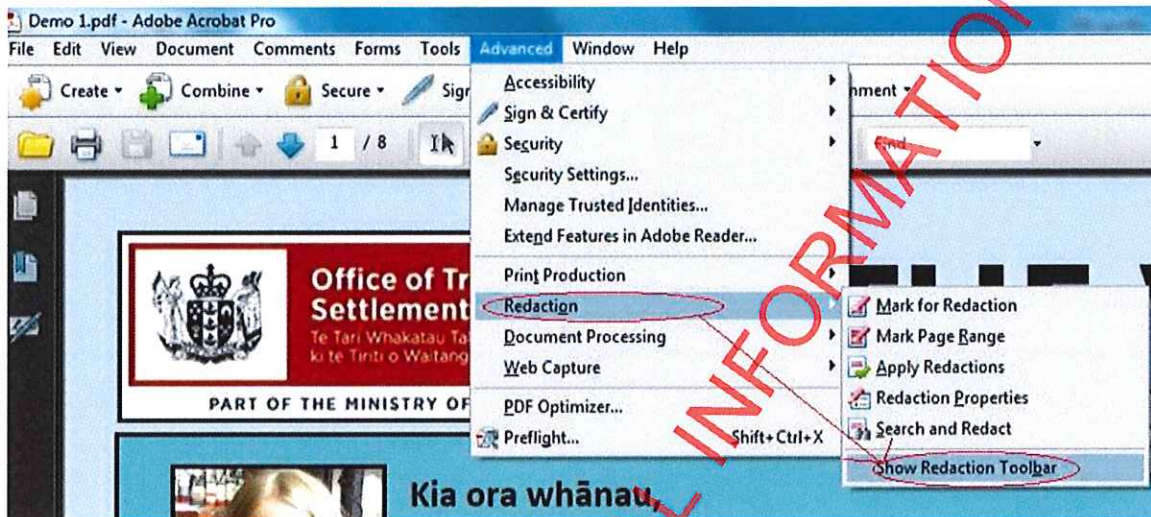 Demo 1.pdf - Adobe Acrobat Pro
File Edit View Document Comments Forms Tools Advanced Window Help
Create Combine Secure Sign
1 / 8
Find
Accessibility
Sign & Certify
Security
Security Settings...
Manage Trusted Identities...
Extend Features in Adobe Reader...
Print Production
Redaction
Document Processing
Web Capture
PDF Optimizer...
Preflight... Shift+Ctrl+X
Mark for Redaction
Mark Page Range
Apply Redactions
Redaction Properties
Search and Redact
Show Redaction Toolbar
Office of Tr
Settlement
Te Tari Whakatau Ta
ki te Tiriti o Waitang
PART OF THE MINISTRY OF
Kia ora whānau,
L INFORMATION